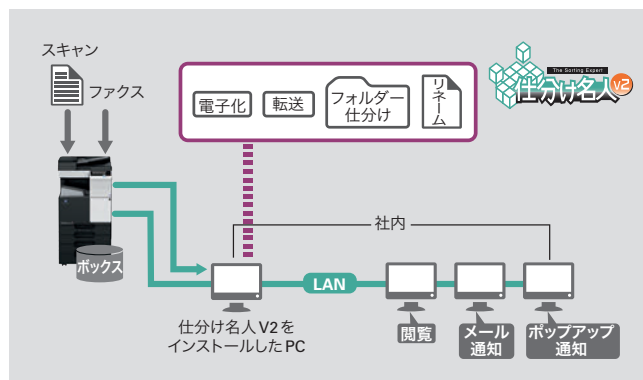 スキャン
ファクス
電子化
転送
フォルダー
仕分け
リネーム
The Sorting Expert
仕分け名人 V2
ボックス
社内
LAN
仕分け名人 V2を
インストールしたPC
閲覧
メール
通知
ポップアップ
通知